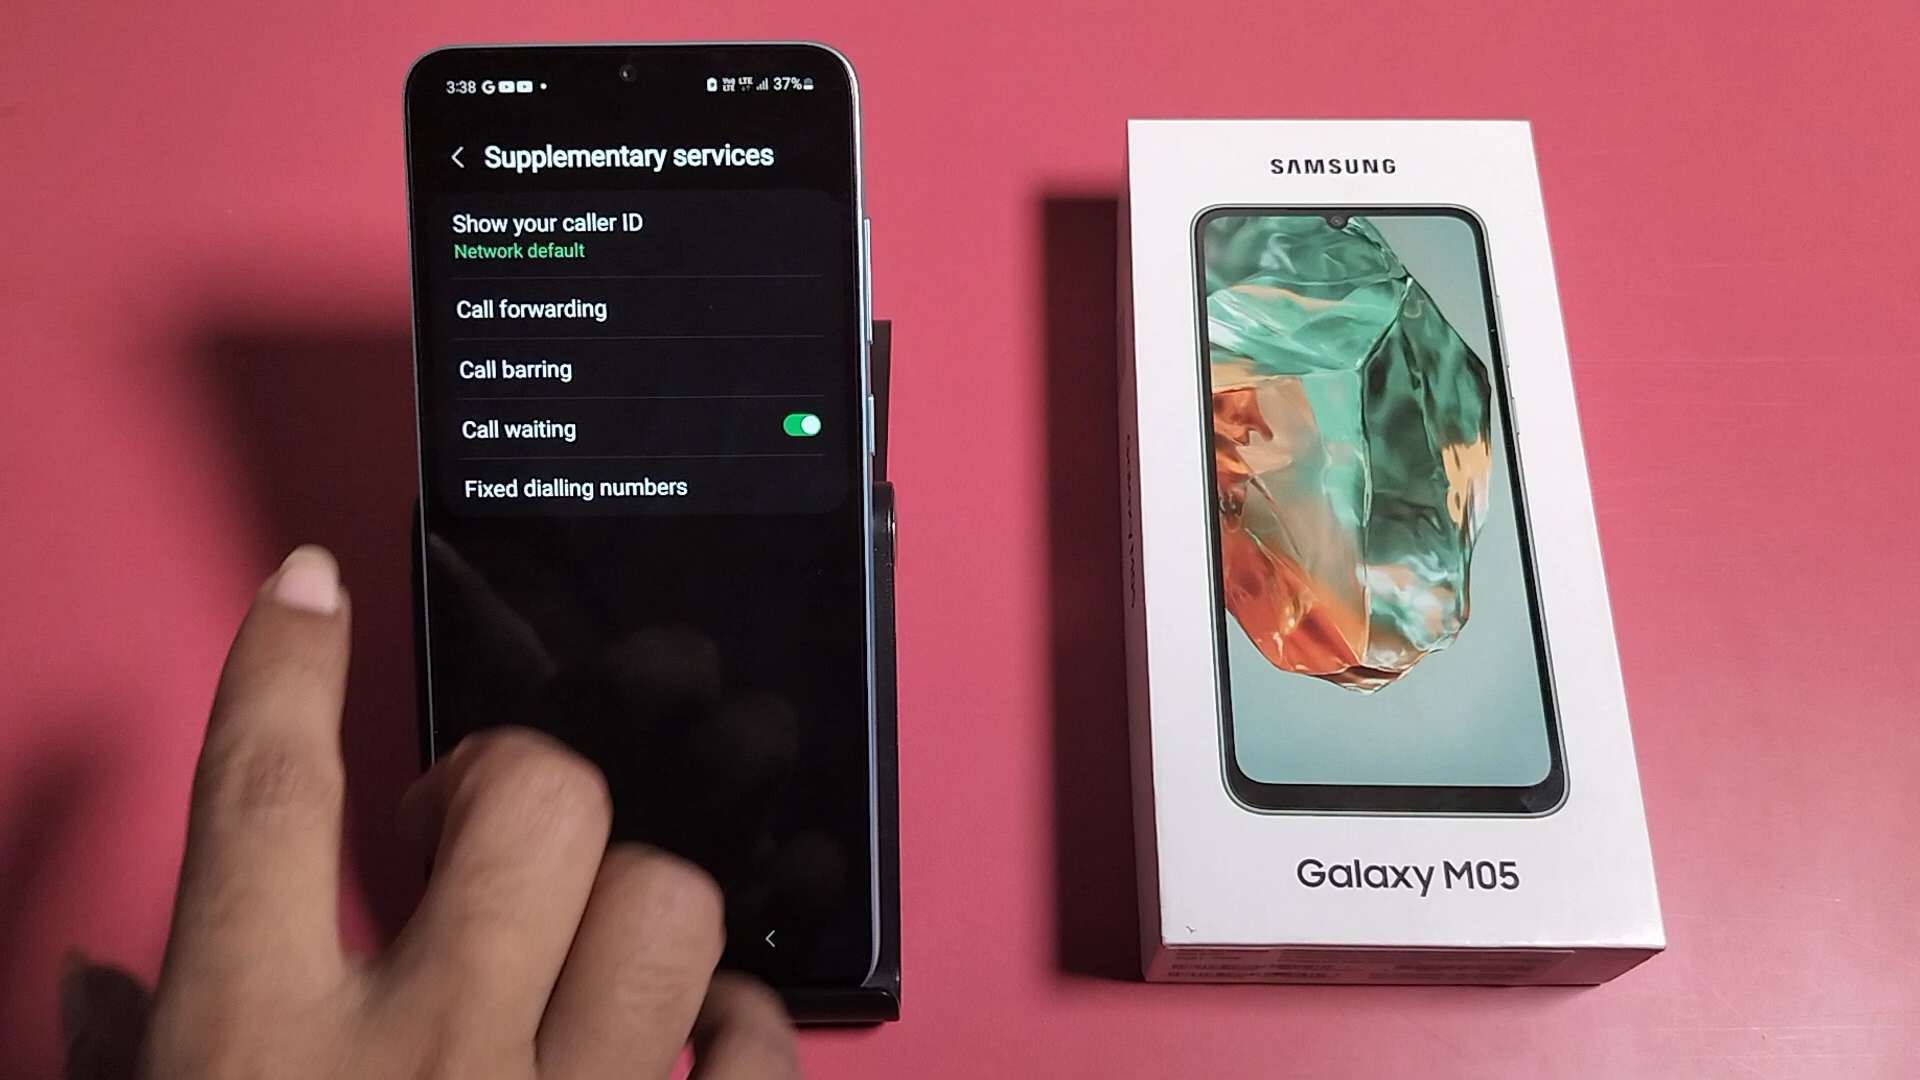 3:38
37%
Supplementary services
Show your caller ID
Network default
Call forwarding
Call barring
Call waiting
Fixed dialling numbers
SAMSUNG
Galaxy M05